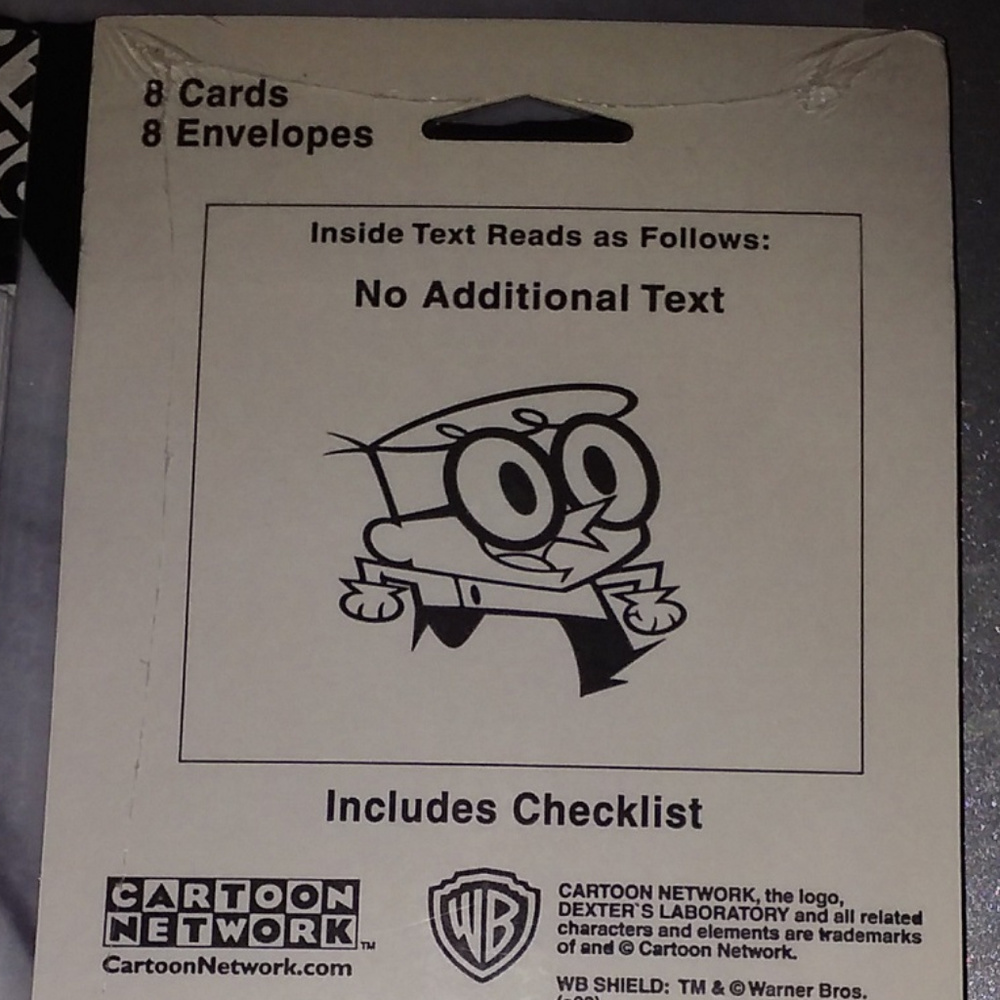 8 Cards
8 Envelopes
Inside Text Reads as Follows:
No Additional Text
Includes Checklist
CARTOON
NETWORK™
CartoonNetwork.com
WB
CARTOON NETWORK, the logo,
DEXTER`S LABORATORY and all related
characters and elements are trademarks
of and © Cartoon Network.
WB SHIELD: TM & © Warner Bros.